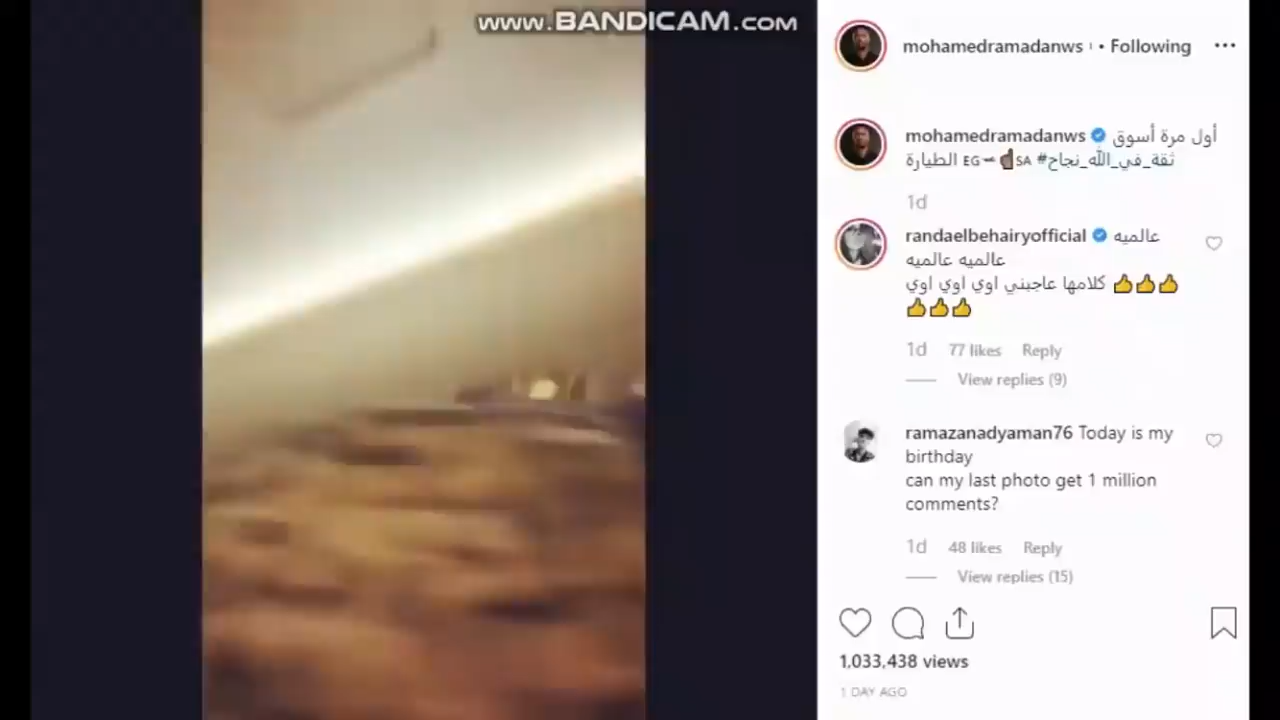 www.BANDICAM.COM
mohamedramadanws • Following •••
mohamedramadanws أول مرة أسوق
الطيارة EG SA #ثقة_في_الله_نجاح
1d
randaelbehairyofficial عالميه
عالميه عالميه
كلامها عاجبني اوي اوي اوي 👍👍👍
👍👍👍
1d 77 likes Reply
View replies (9)
ramazanadyaman76 Today is my
birthday
can my last photo get 1 million
comments?
1d 48 likes Reply
View replies (15)
1,033,438 views
1 DAY AGO